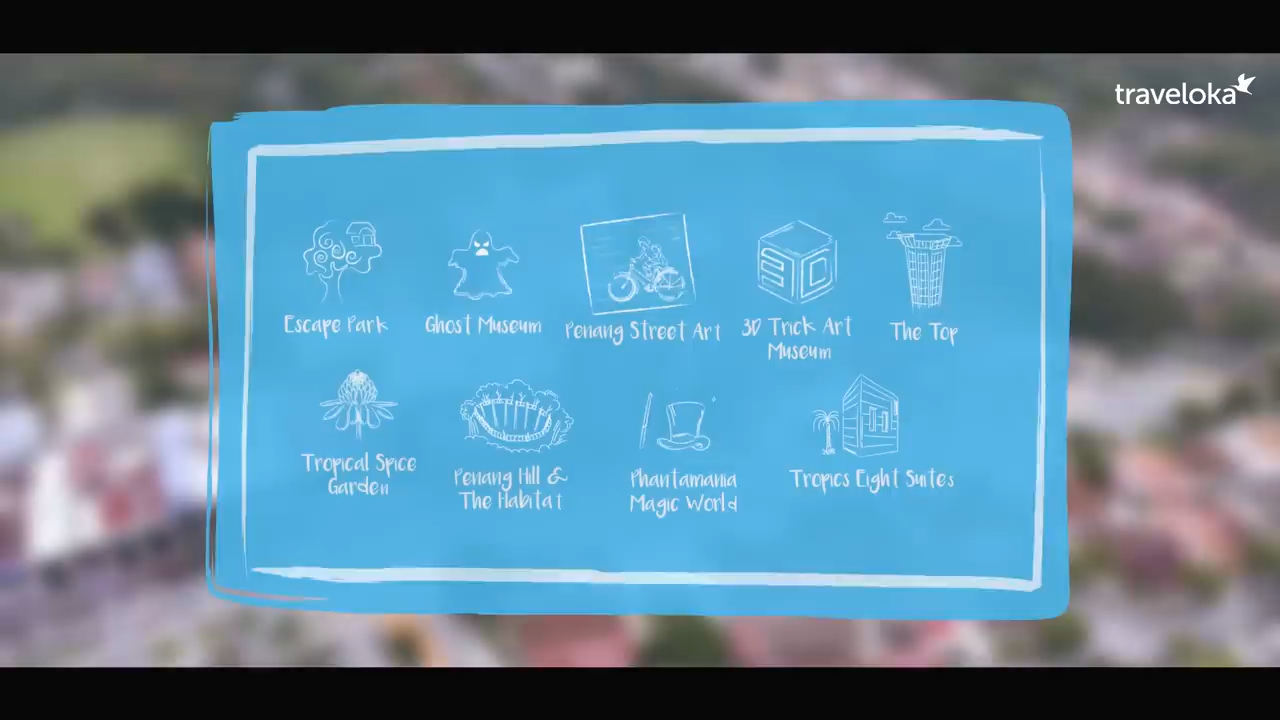 traveloka
3D
Escape Park
Ghost Museum
Penang Street Art
3D Trick Art
Museum
The Top
Tropical Spice
Garden
Penang Hill &
The Habitat
Phantamania
Magic World
Tropics Eight Suites